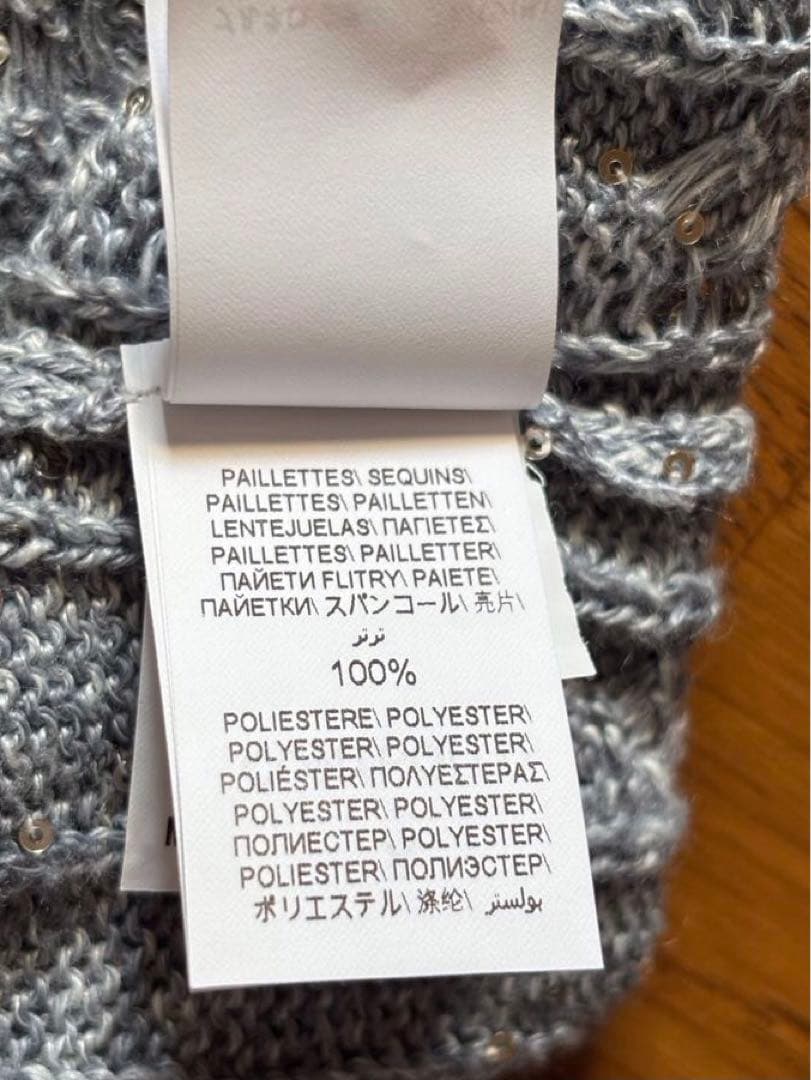 PAILLETTES\ SEQUINS\
PAILLETTES\ PAILLETTEN\
LENTEJUELAS\ ΠΑΓΙΕΤΕΣ\
PAILLETTES\ PAILLETTER\
ПАЙЕТИ FLITRY\ PAIETE\
ПАЙЕТКИ\ スパンコール\ 亮片\
ترتر
100%
POLIESTERE\ POLYESTER\
POLYESTER\ POLYESTER\
POLIÉSTER\ ΠΟΛΥΕΣΤΕΡΑΣ\
POLYESTER\ POLYESTER\
ПОЛИЕСТЕР\ POLYESTER\
POLIESTER\ ПОЛИЭСТЕР\
ポリエステル\ 涤纶\ بولستر